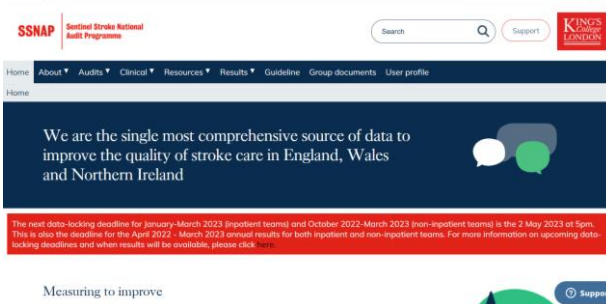 SSNAP
Sentinel Stroke National
Audit Programme
Search
Support
KING'S
College
LONDON
Home About Audits Clinical Resources Results Guideline Group documents User profile
Home
We are the single most comprehensive source of data to
improve the quality of stroke care in England, Wales
and Northern Ireland
The next data-locking deadline for January-March 2023 (inpatient teams) and October 2022-March 2023 (non-inpatient teams) is the 2 May 2023 at 5pm.
This is also the deadline for the April 2022 - March 2023 annual results for both inpatient and non-inpatient teams. For more information on upcoming data-
locking deadlines and when results will be available, please click here.
Measuring to improve
Suppo